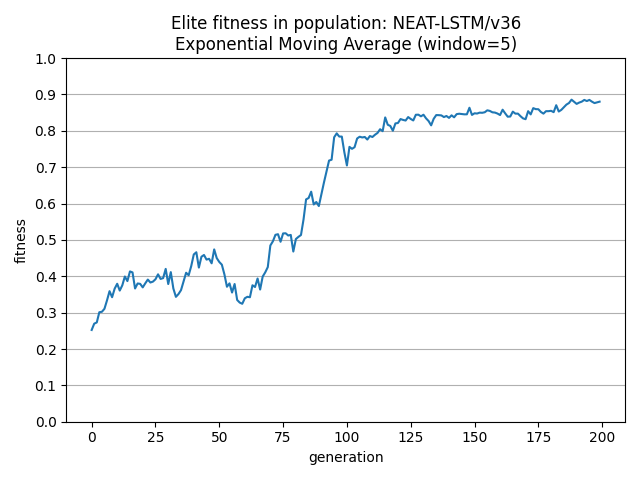 Elite fitness in population: NEAT-LSTM/v36
Exponential Moving Average (window=5)
1.0
0.9
0.8
0.7
0.6
0.5
0.4
0.3
0.2
0.1
0.0
fitness
0 25 50 75 100 125 150 175 200
generation